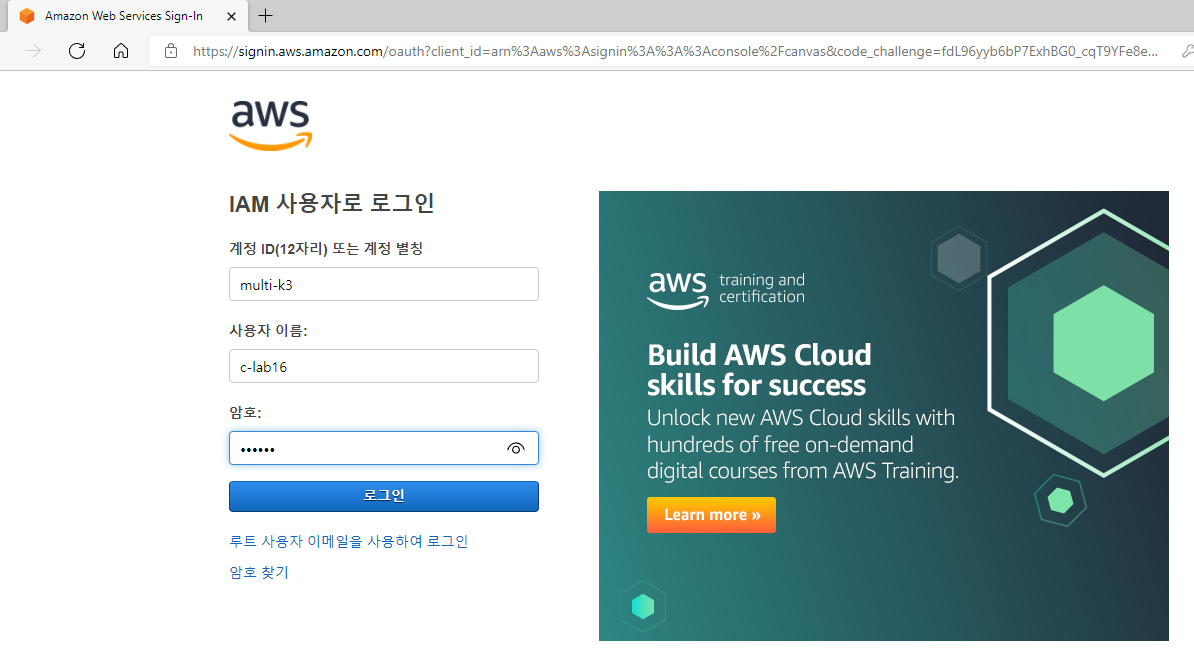 Amazon Web Services Sign-In
https://signin.aws.amazon.com/oauth?client_id=arn%3Aaws%3Asignin%3A%3A%3Aconsole%2Fcanvas&code_challenge=fdL96yyb6bP7ExhBG0_cqT9YFe8e...
aws
IAM 사용자로 로그인
계정 ID(12자리) 또는 계정 별칭
multi-k3
사용자 이름:
c-lab16
암호:
••••••
로그인
루트 사용자 이메일을 사용하여 로그인
암호 찾기
aws training and
certification
Build AWS Cloud
skills for success
Unlock new AWS Cloud skills with
hundreds of free on-demand
digital courses from AWS Training.
Learn more »